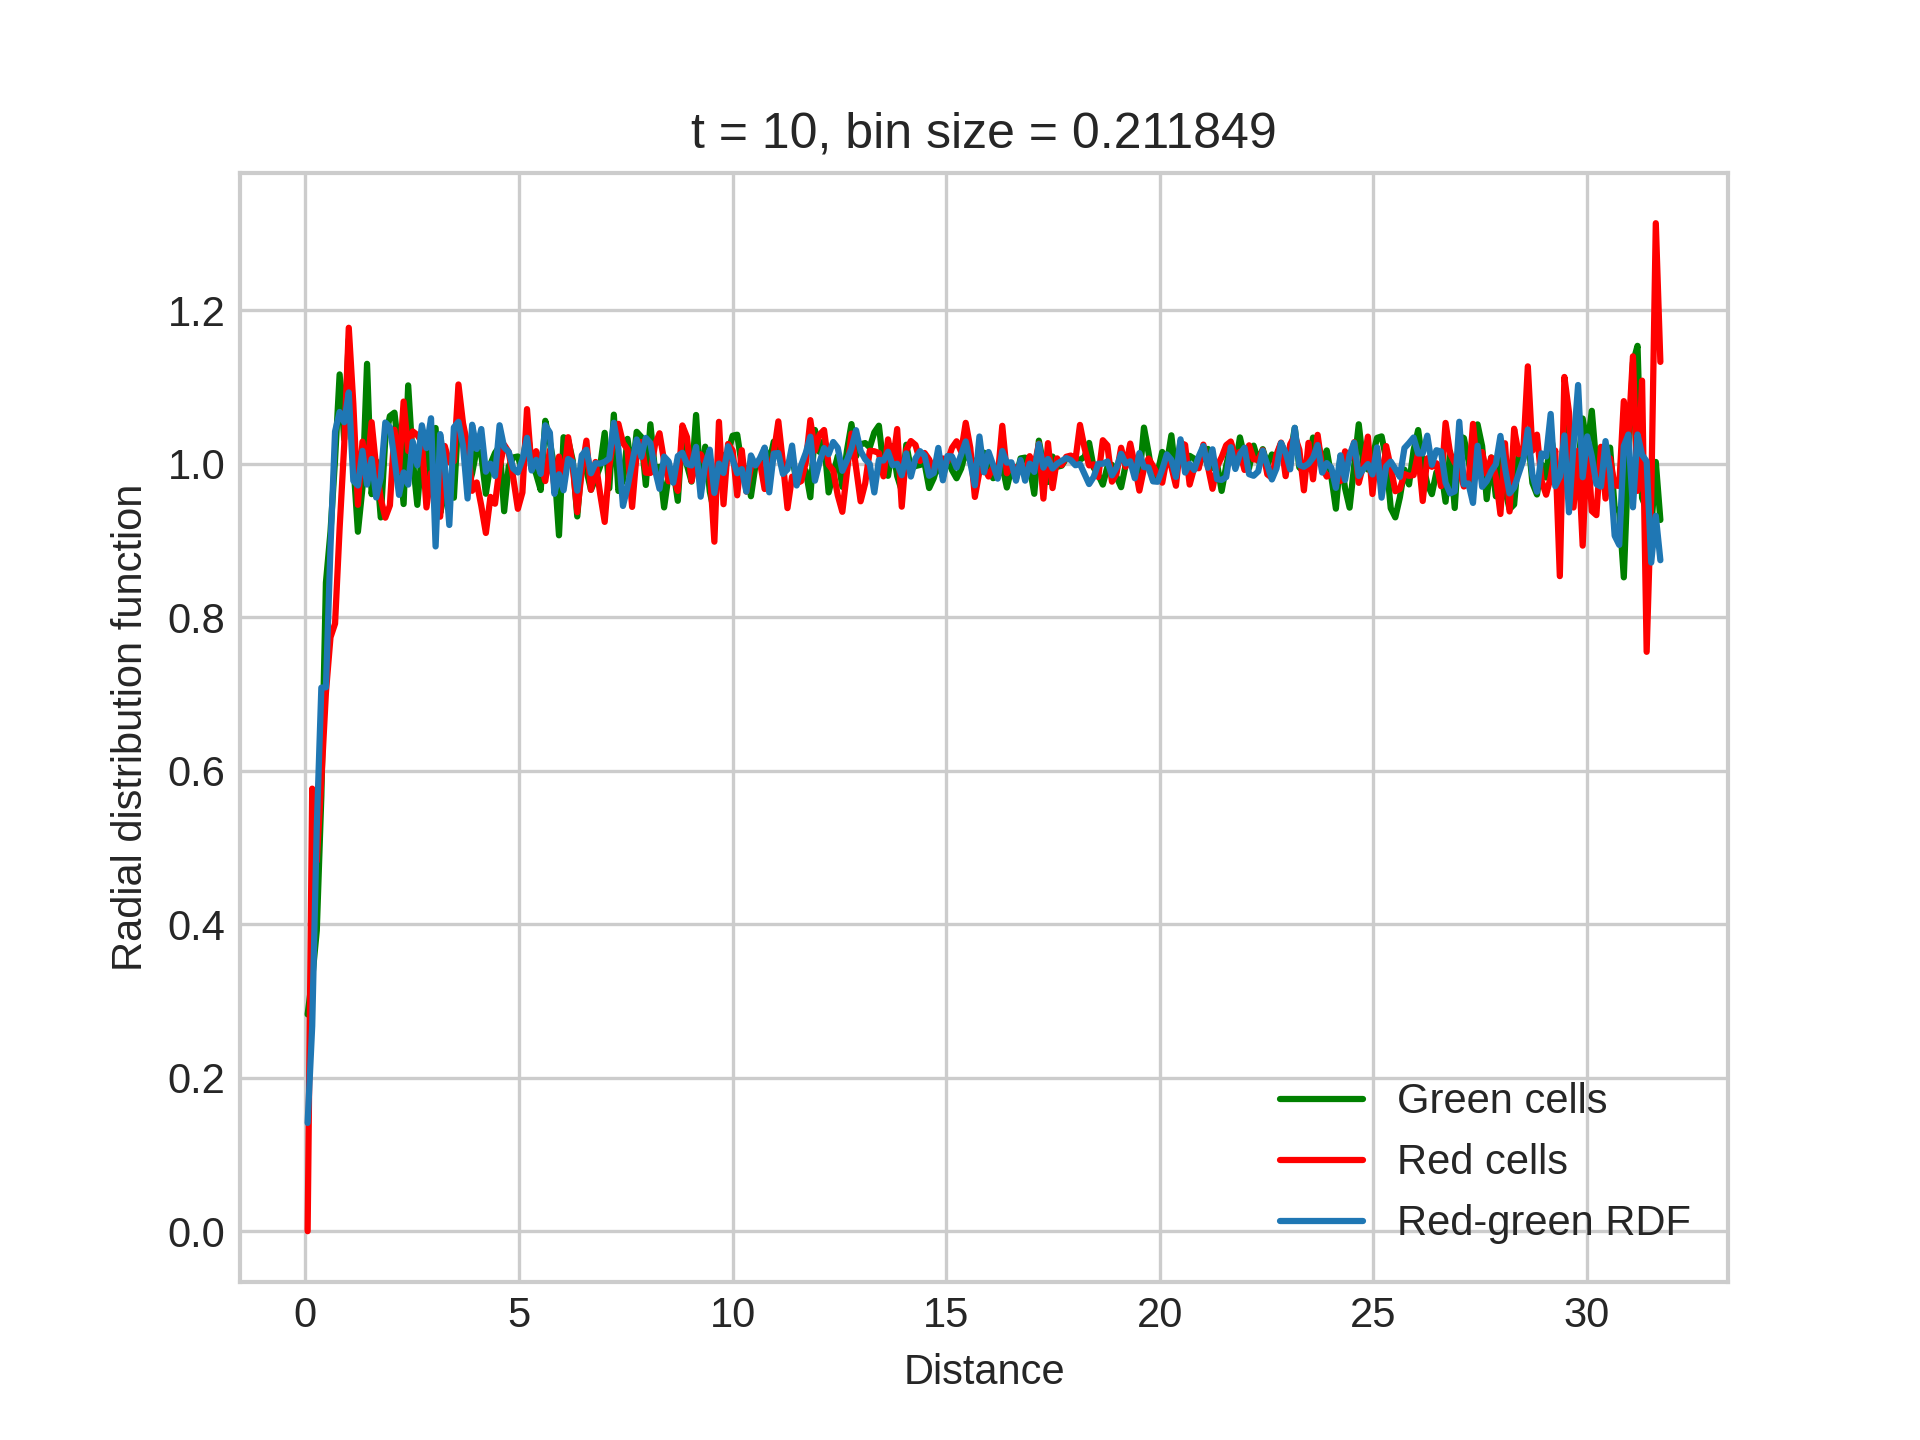 t = 10, bin size = 0.211849
Radial distribution function
1.2
1.0
0.8
0.6
0.4
0.2
0.0
Green cells
Red cells
Red-green RDF
0 5 10 15 20 25 30
Distance